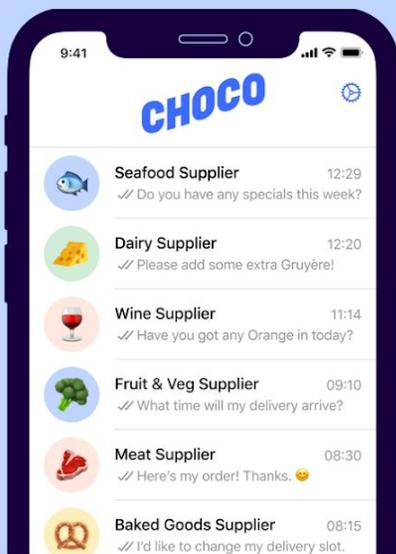 9:41
CHOCO
Seafood Supplier 12:29
Do you have any specials this week?
Dairy Supplier 12:20
Please add some extra Gruyère!
Wine Supplier 11:14
Have you got any Orange in today?
Fruit & Veg Supplier 09:10
What time will my delivery arrive?
Meat Supplier 08:30
Here's my order! Thanks. 😊
Baked Goods Supplier 08:15
I'd like to change my delivery slot.